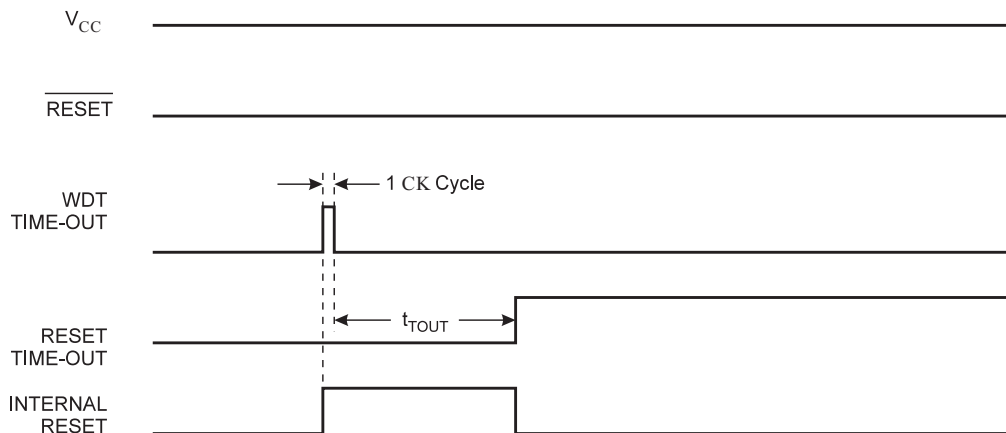 VCC
RESET
1 CK Cycle
WDT
TIME-OUT
tTOUT
RESET
TIME-OUT
INTERNAL
RESET